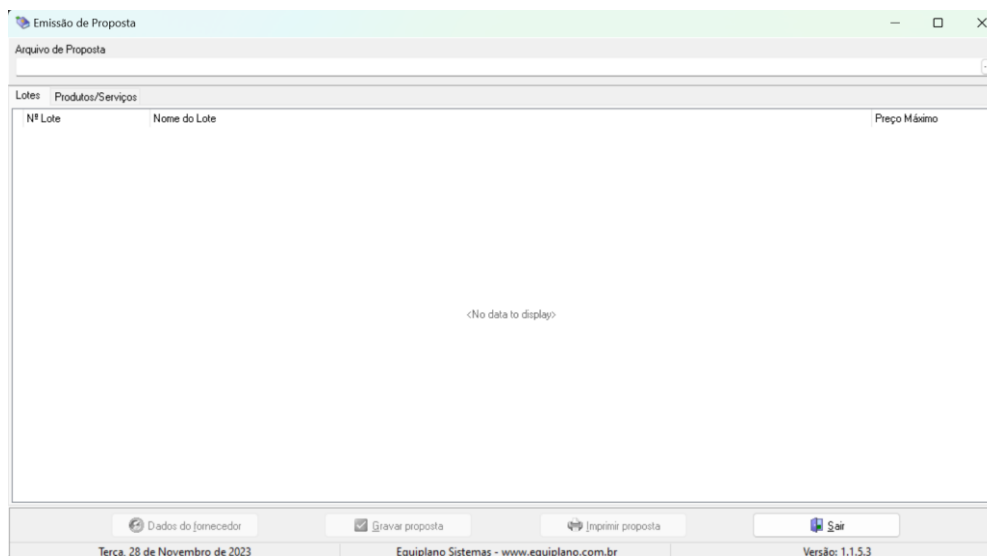 Emissão de Proposta
Arquivo de Proposta
Lotes Produtos/Serviços
Nª Lote Nome do Lote Preço Máximo
<No data to display>
Dados do fornecedor Gravar proposta Imprimir proposta Sair
Terça, 28 de Novembro de 2023 Equiplano Sistemas - www.equiplano.com.br Versão: 1.1.5.3